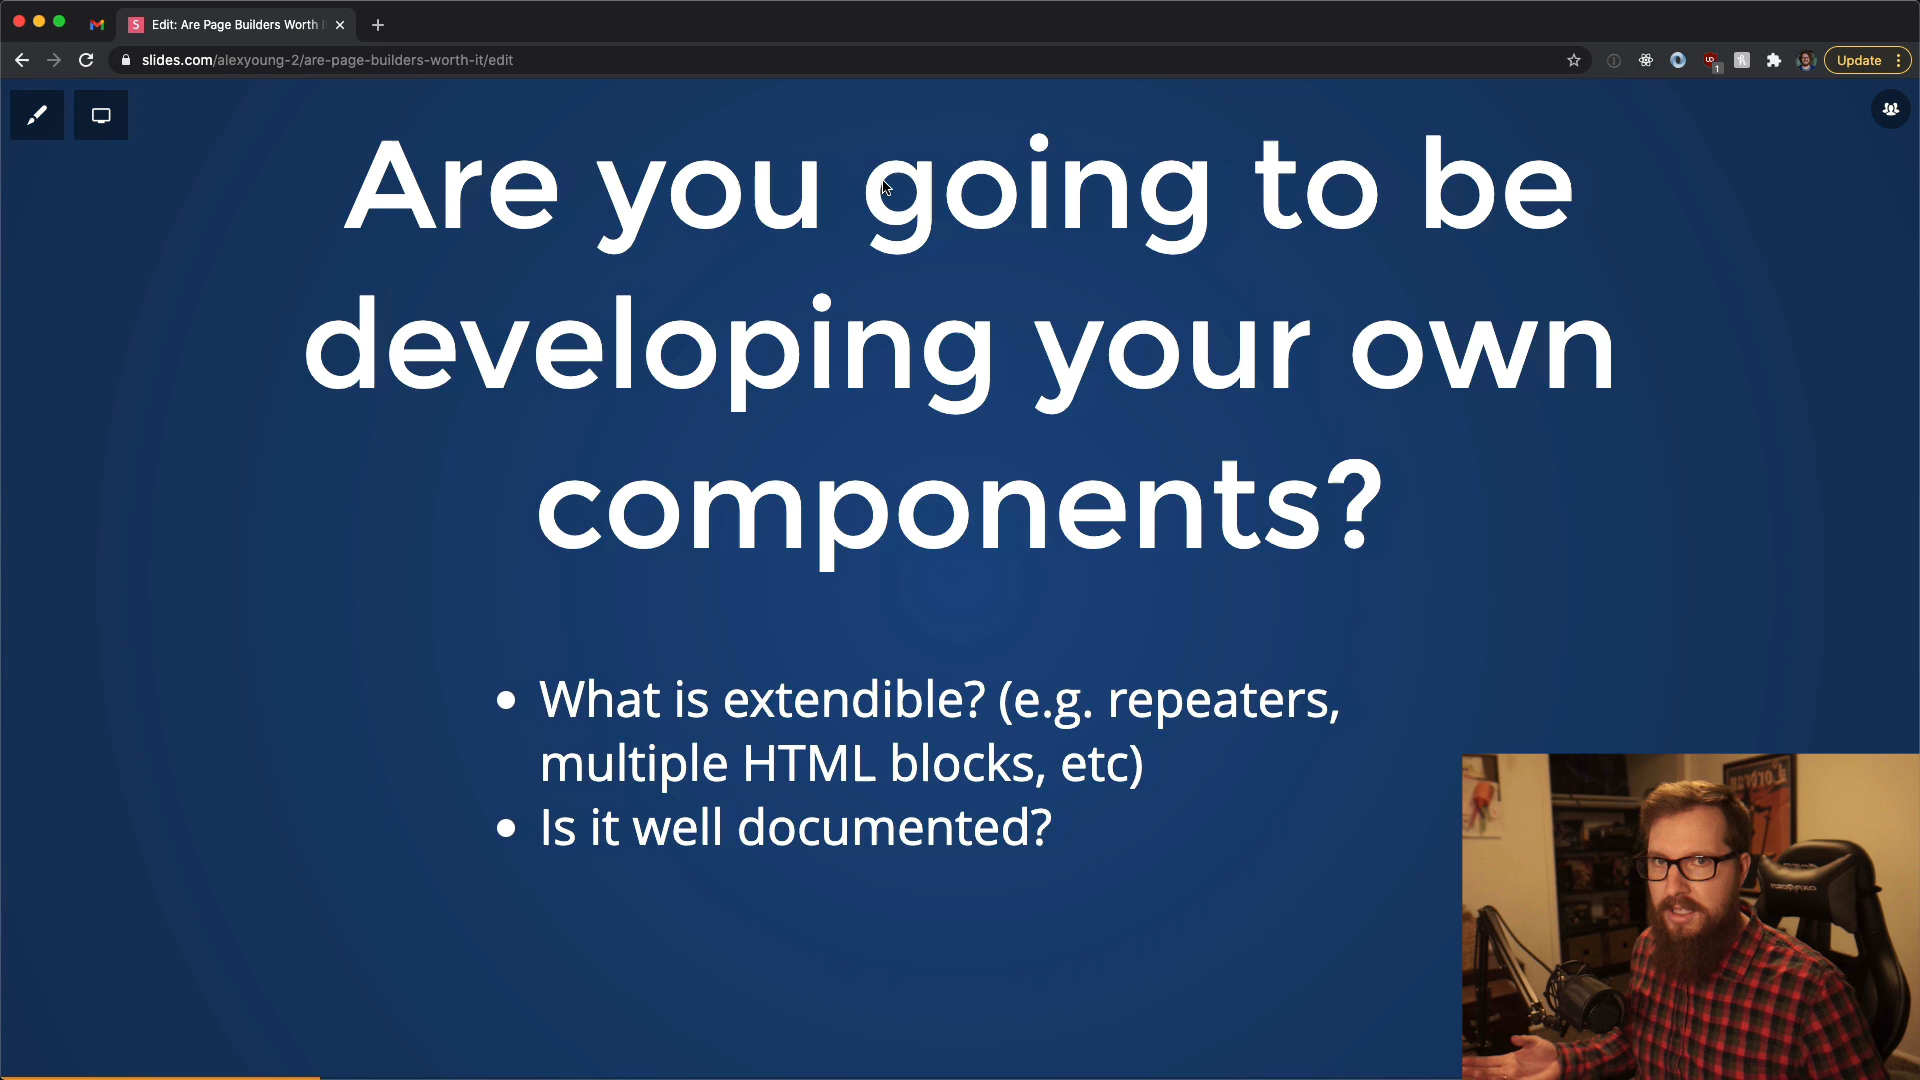 Edit: Are Page Builders Worth I
slides.com/alexyoung-2/are-page-builders-worth-it/edit
1
Update
Are you going to be
developing your own
components?
• What is extendible? (e.g. repeaters,
multiple HTML blocks, etc)
• Is it well documented?